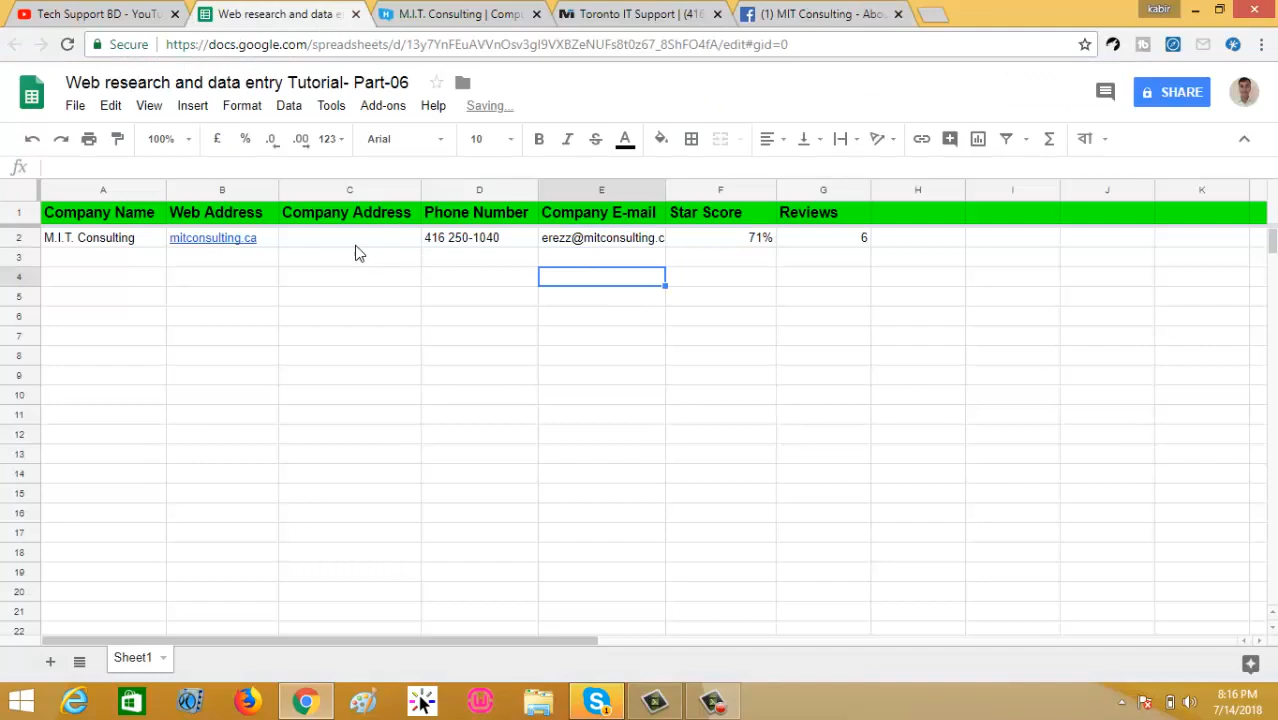 Tech Support BD - YouTu
Web research and data e
M.I.T. Consulting | Compu
Toronto IT Support | (416
(1) MIT Consulting - Abou
kabir
Secure
https://docs.google.com/spreadsheets/d/13y7YnFEuAVVnOsv3gI9VXBZeNUFs8t0z67_8ShFO4fA/edit#gid=0
Web research and data entry Tutorial- Part-06
SHARE
File Edit View Insert Format Data Tools Add-ons Help Saving...
100% £ % .0 .00 123 Arial 10 B I S A বা
fx
A B C D E F G H I J K
1 Company Name Web Address Company Address Phone Number Company E-mail Star Score Reviews
2 M.I.T. Consulting mitconsulting.ca 416 250-1040 erezz@mitconsulting.c 71% 6
3
4
5
6
7
8
9
10
11
12
13
14
15
16
17
18
19
20
21
22
Sheet1
8:16 PM
7/14/2018